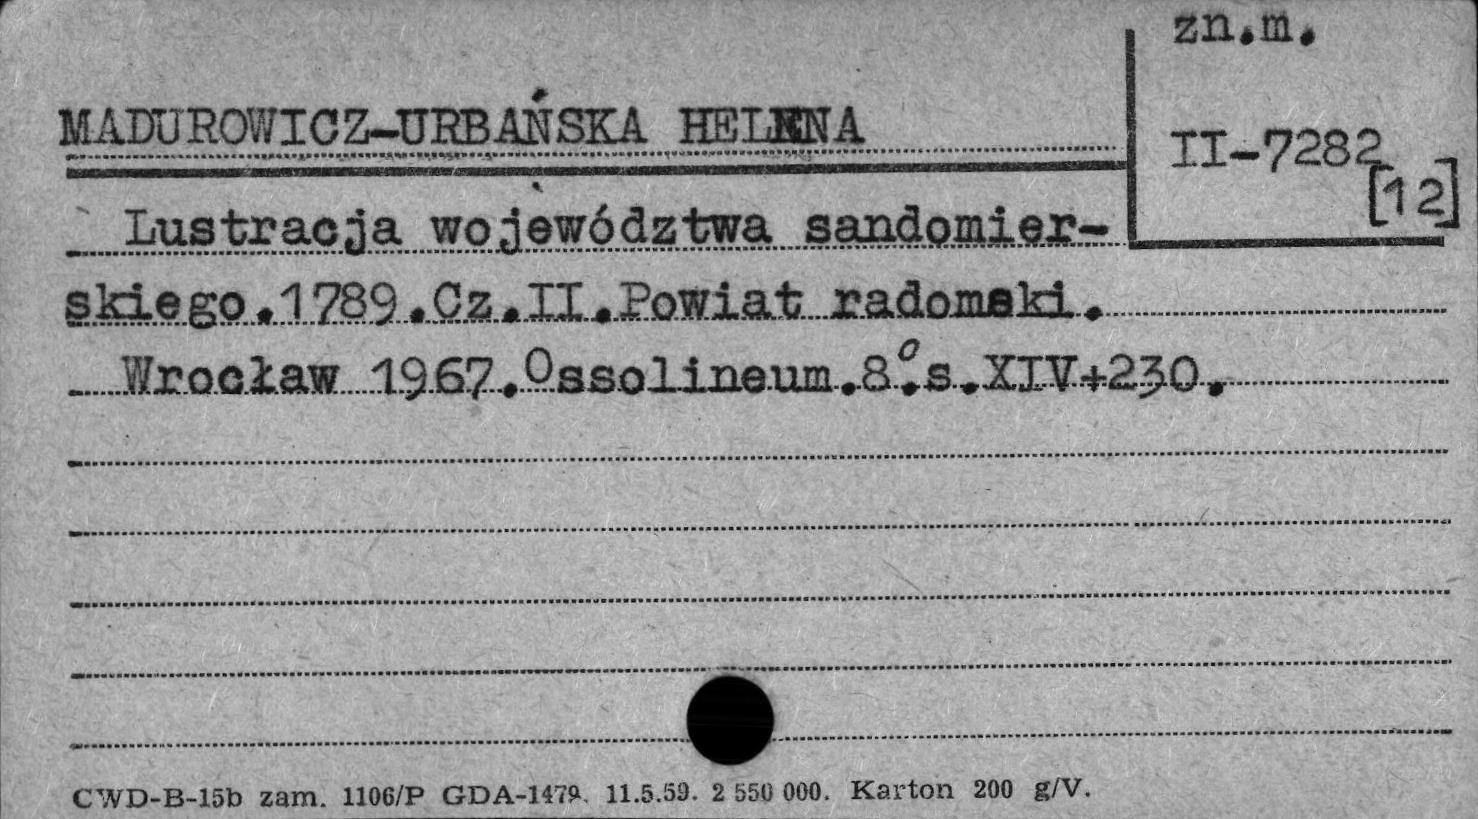 zn.m.
MADUROWICZ-URBAŃSKA HELENA
II-7282
[12]
Lustracja województwa sandomier-
skiego.1789.Cz.II.Powiat radomski.
Wrocław 1967.Ossolineum.8°.s.XIV+230.
CWD-B-15b zam. 1106/P GDA-1479. 11.5.59. 2 550 000. Karton 200 g/V.